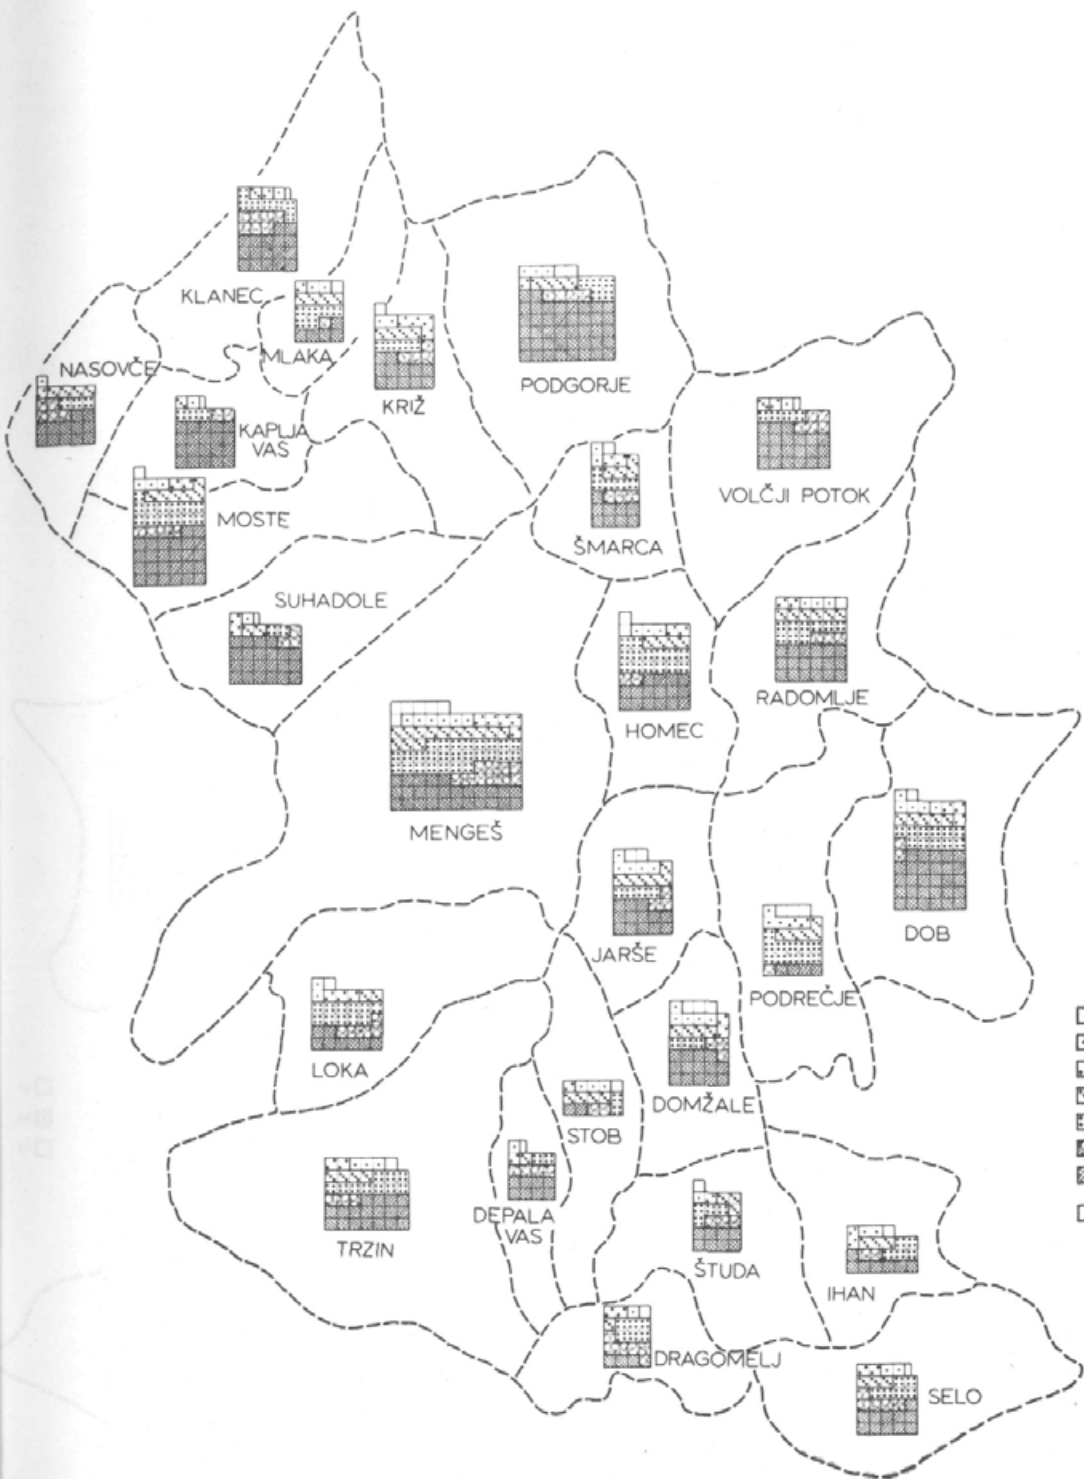 KLANEC
MLAKA
NASOVČE
KRIŽ
PODGORJE
KAPLJA
VAS
VOLČJI POTOK
MOSTE
ŠMARCA
SUHADOLE
RADOMLJE
HOMEC
MENGEŠ
DOB
JARŠE
PODREČJE
LOKA
DOMŽALE
STOB
DEPALA
VAS
TRZIN
ŠTUDA
IHAN
DRAGOMELJ
SELO